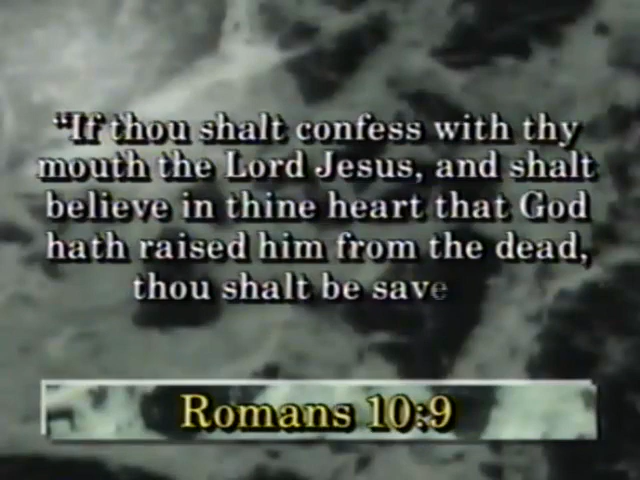 “If thou shalt confess with thy
mouth the Lord Jesus, and shalt
believe in thine heart that God
hath raised him from the dead,
thou shalt be save
Romans 10:9